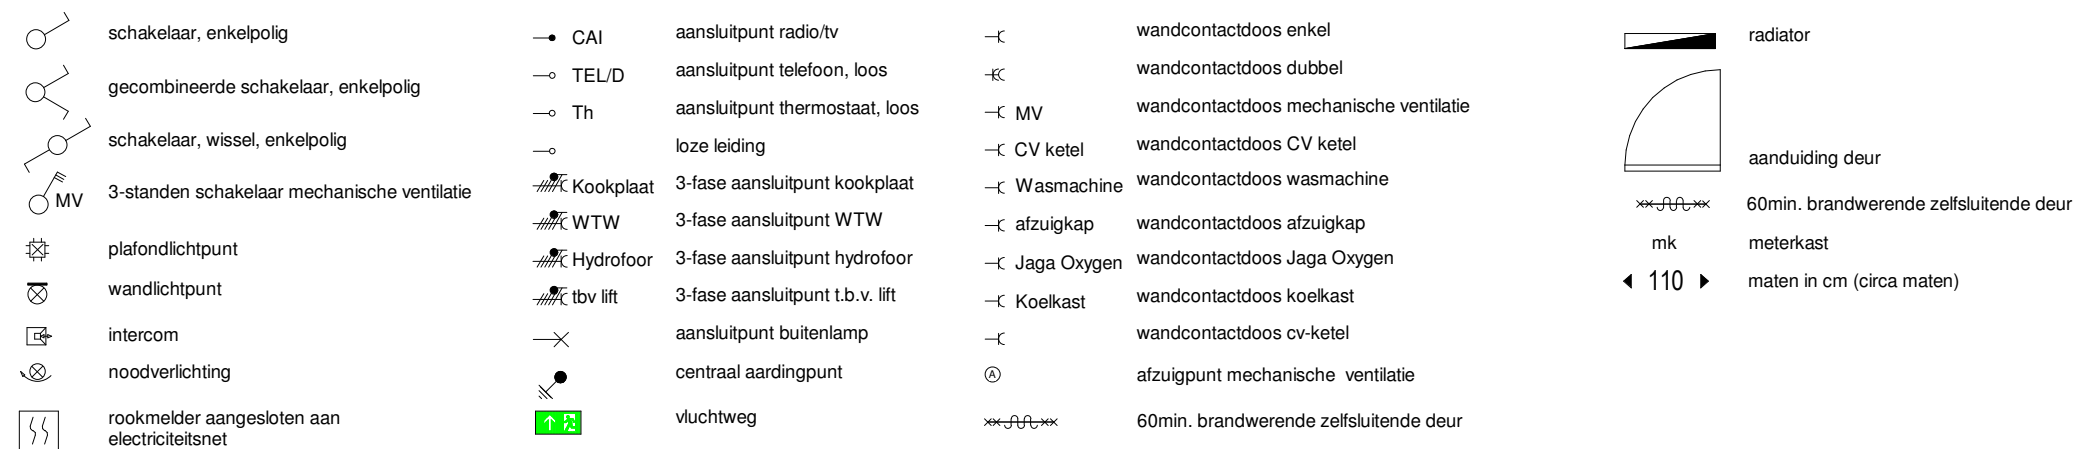 schakelaar, enkelpolig
gecombineerde schakelaar, enkelpolig
schakelaar, wissel, enkelpolig
MV 3-standen schakelaar mechanische ventilatie
plafondlichtpunt
wandlichtpunt
intercom
noodverlichting
rookmelder aangesloten aan
electriciteitsnet
CAI aansluitpunt radio/tv
TEL/D aansluitpunt telefoon, loos
Th aansluitpunt thermostaat, loos
loze leiding
Kookplaat 3-fase aansluitpunt kookplaat
WTW 3-fase aansluitpunt WTW
Hydrofoor 3-fase aansluitpunt hydrofoor
tbv lift 3-fase aansluitpunt t.b.v. lift
aansluitpunt buitenlamp
centraal aardingpunt
vluchtweg
wandcontactdoos enkel
wandcontactdoos dubbel
MV wandcontactdoos mechanische ventilatie
CV ketel wandcontactdoos CV ketel
Wasmachine wandcontactdoos wasmachine
afzuigkap wandcontactdoos afzuigkap
Jaga Oxygen wandcontactdoos Jaga Oxygen
Koelkast wandcontactdoos koelkast
wandcontactdoos cv-ketel
A afzuigpunt mechanische ventilatie
60min. brandwerende zelfsluitende deur
radiator
aanduiding deur
60min. brandwerende zelfsluitende deur
mk meterkast
110 maten in cm (circa maten)